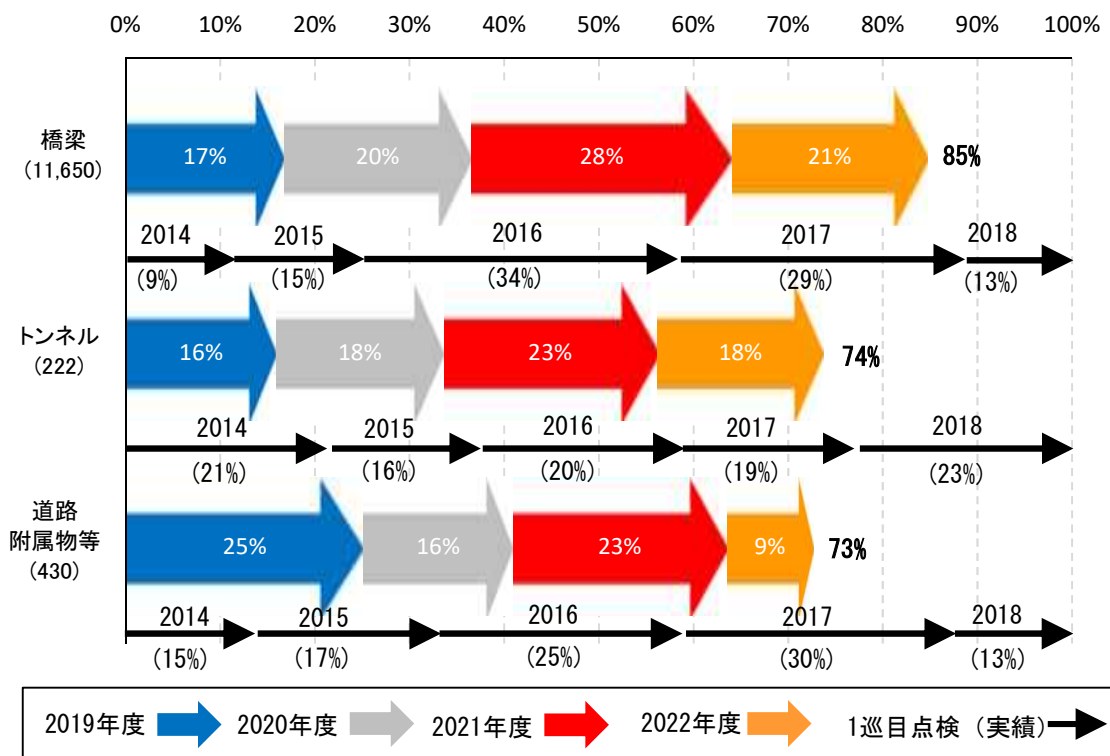 0% 10% 20% 30% 40% 50% 60% 70% 80% 90% 100%
橋梁
(11,650)
17% 20% 28% 21% 85%
2014 2015 2016 2017 2018
(9%) (15%) (34%) (29%) (13%)
トンネル
(222)
16% 18% 23% 18% 74%
2014 2015 2016 2017 2018
(21%) (16%) (20%) (19%) (23%)
道路
附属物等
(430)
25% 16% 23% 9% 73%
2014 2015 2016 2017 2018
(15%) (17%) (25%) (30%) (13%)
2019年度 2020年度 2021年度 2022年度 1巡目点検（実績）